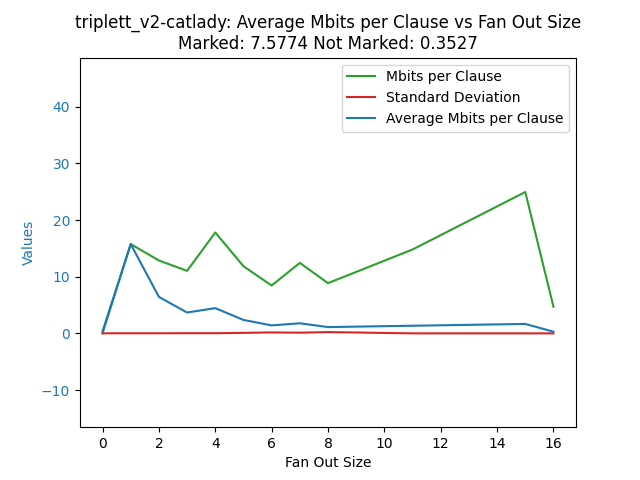 triplett_v2-catlady: Average Mbits per Clause vs Fan Out Size
Marked: 7.5774 Not Marked: 0.3527
Mbits per Clause
Standard Deviation
Average Mbits per Clause
40
30
20
10
0
−10
Values
0 2 4 6 8 10 12 14 16
Fan Out Size